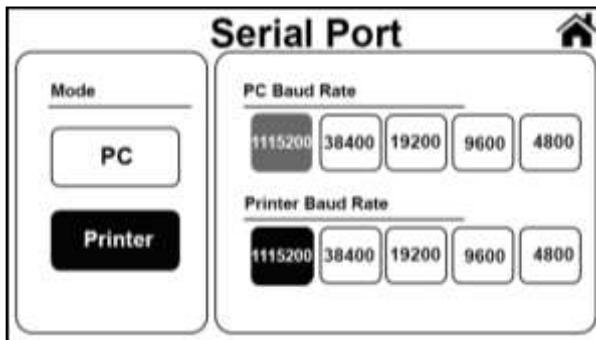 Serial Port
Mode
PC
Printer
PC Baud Rate
1115200 38400 19200 9600 4800
Printer Baud Rate
1115200 38400 19200 9600 4800